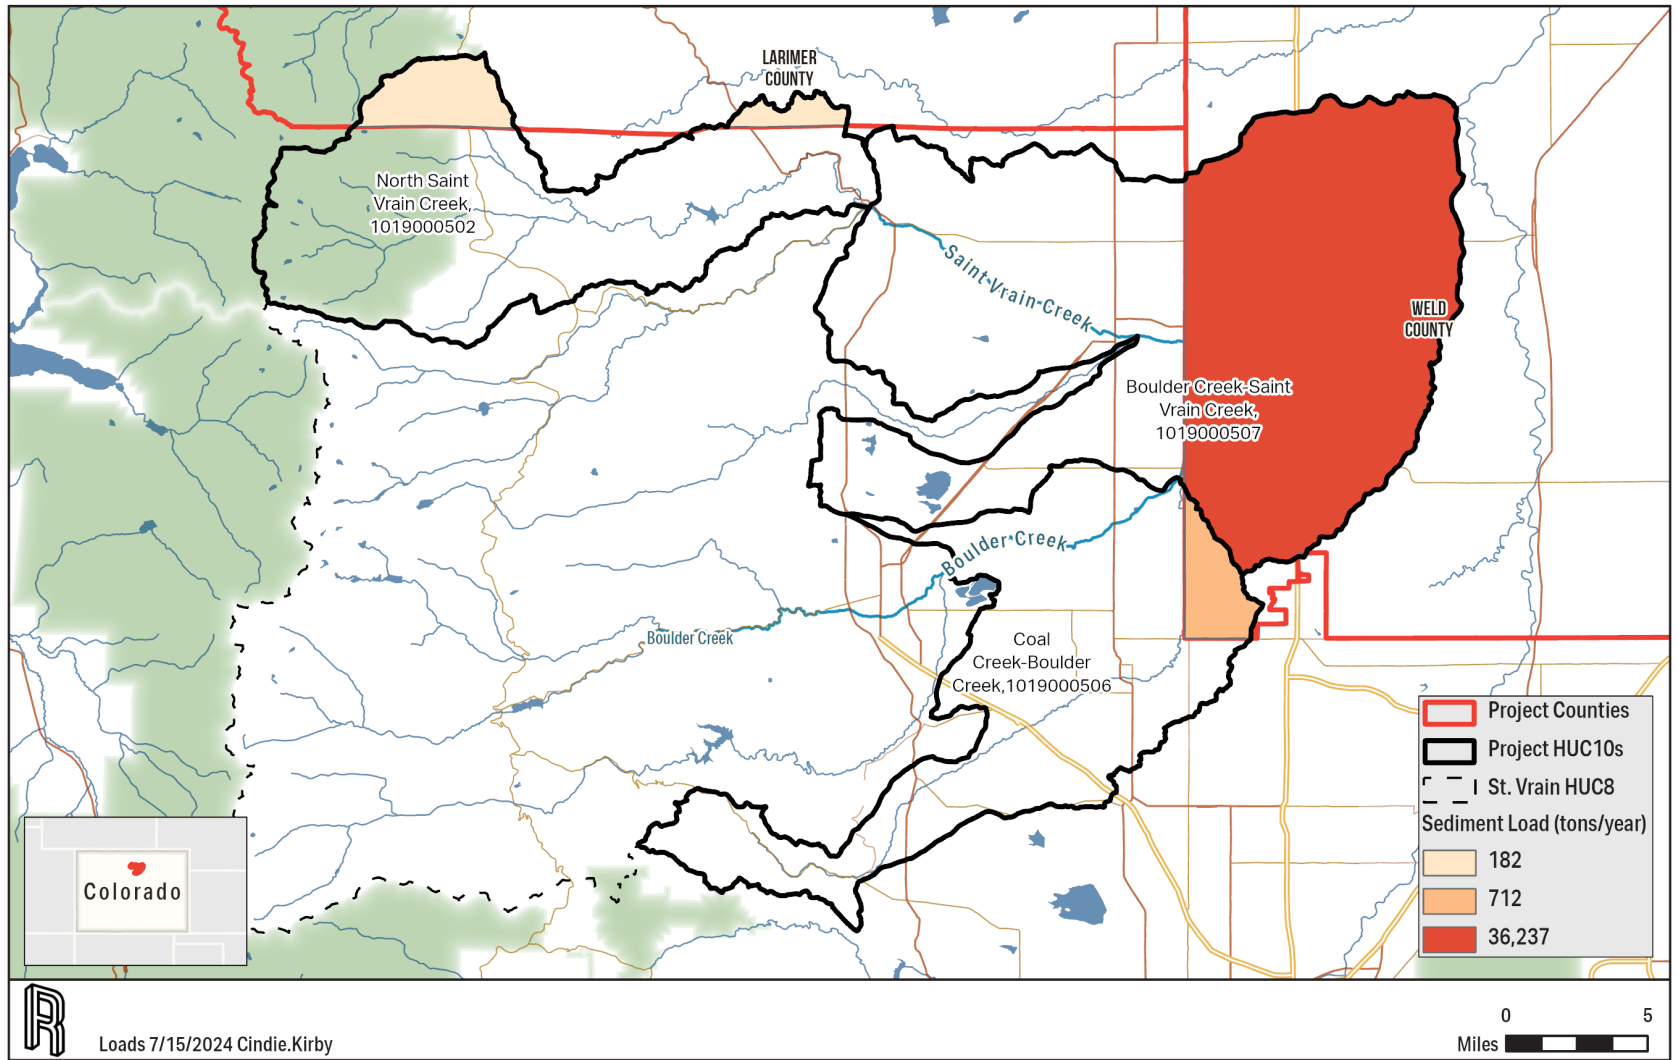 LARIMER
COUNTY
North Saint
Vrain Creek,
1019000502
Saint Vrain Creek
WELD
COUNTY
Boulder Creek-Saint
Vrain Creek,
1019000507
Boulder Creek
Boulder Creek
Coal
Creek-Boulder
Creek,1019000506
Project Counties
Project HUC10s
St. Vrain HUC8
Sediment Load (tons/year)
182
712
36,237
Colorado
R
Loads 7/15/2024 Cindie.Kirby
0 5
Miles